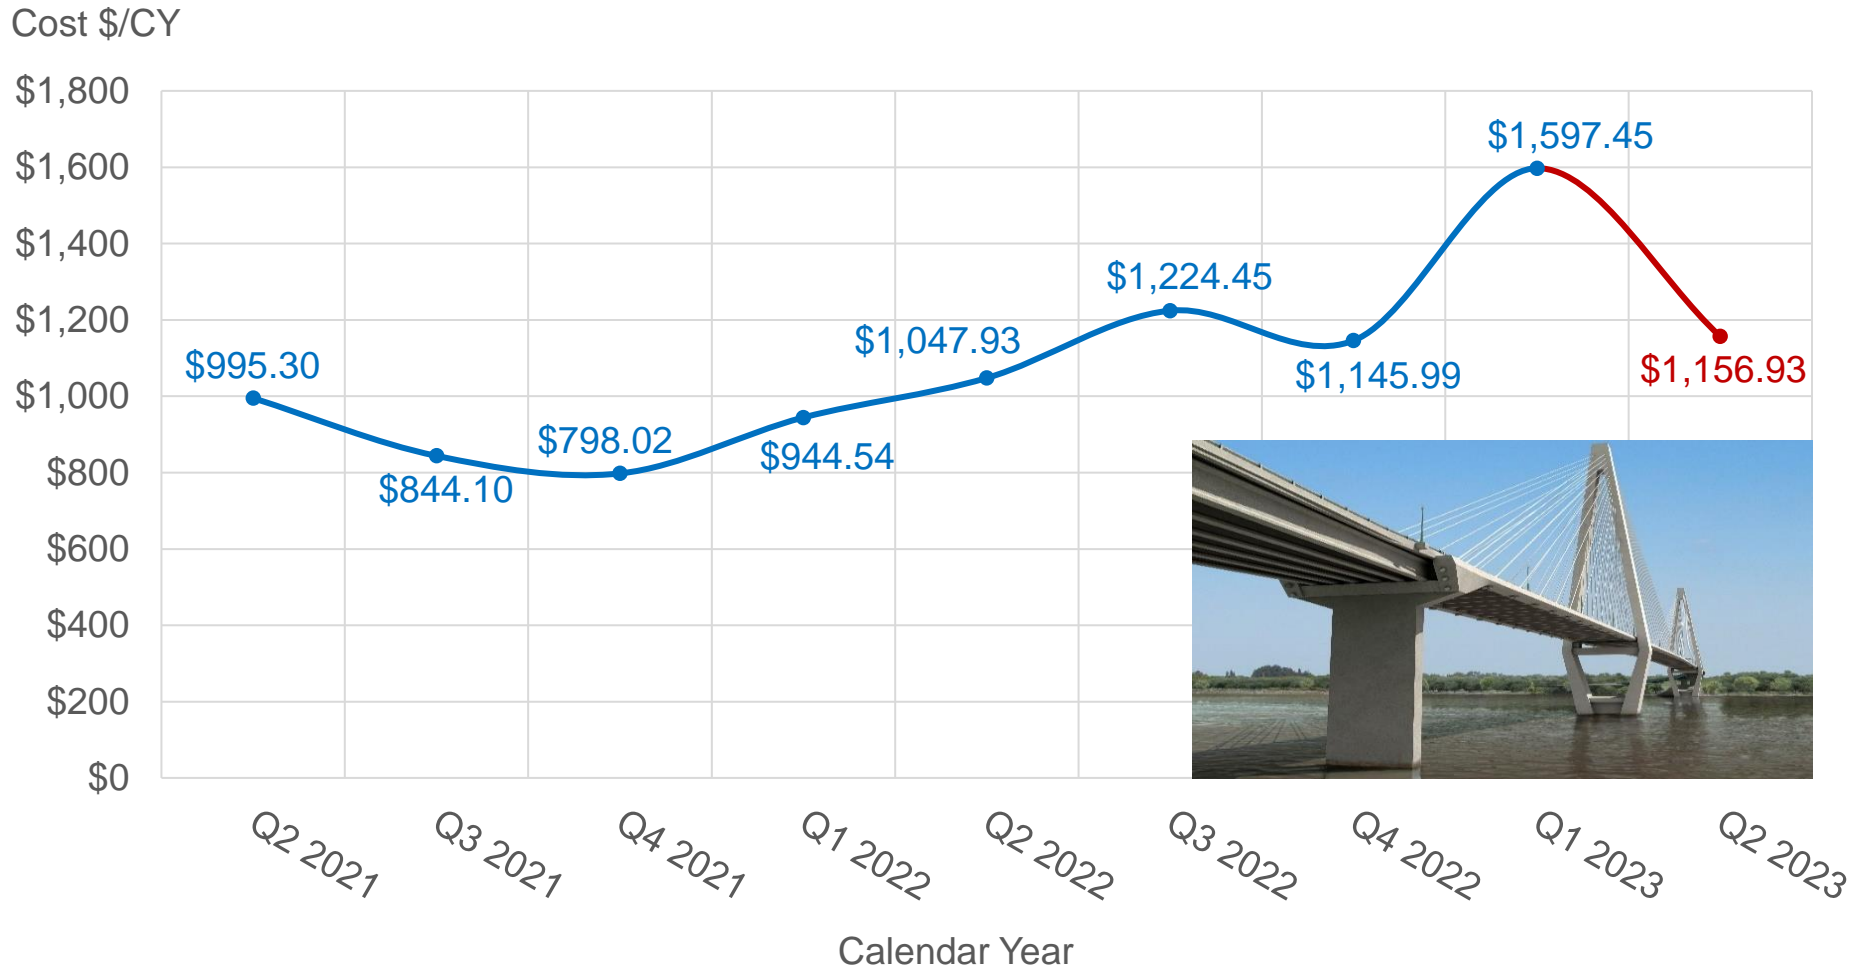 Cost $/CY
$1,800
$1,600
$1,400
$1,200
$1,000
$800
$600
$400
$200
$0
$995.30
$844.10
$798.02
$944.54
$1,047.93
$1,224.45
$1,145.99
$1,597.45
$1,156.93
Q2 2021
Q3 2021
Q4 2021
Q1 2022
Q2 2022
Q3 2022
Q4 2022
Q1 2023
Q2 2023
Calendar Year